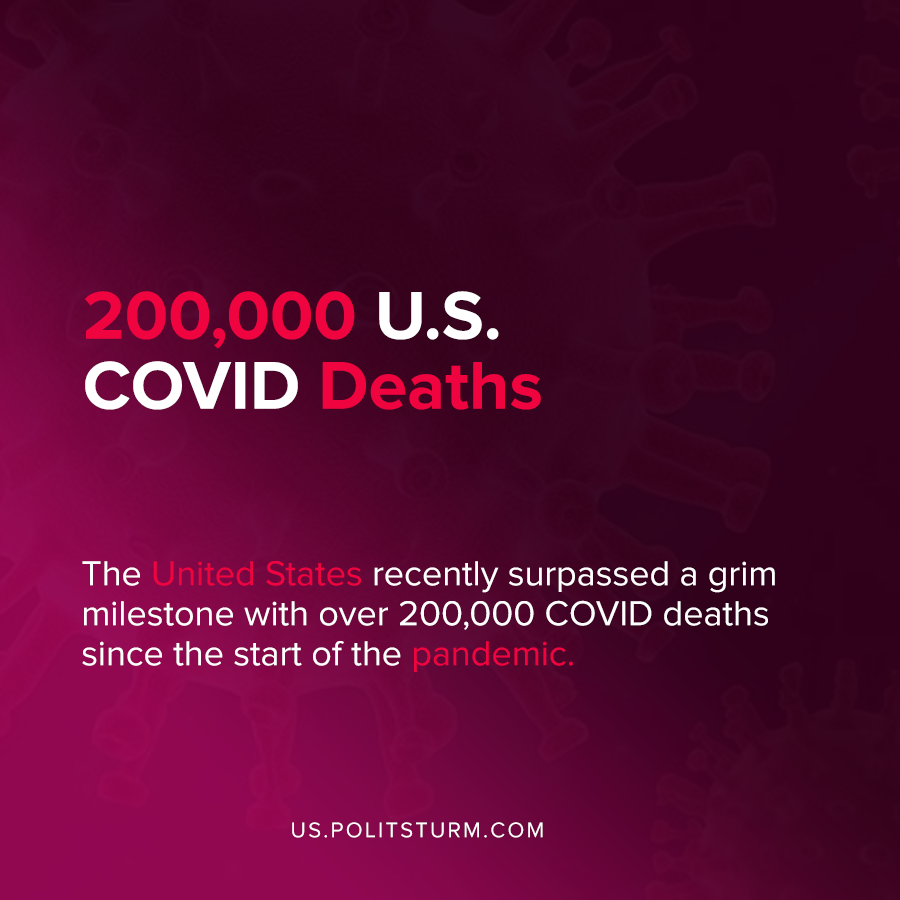 200,000 U.S.
COVID Deaths
The United States recently surpassed a grim
milestone with over 200,000 COVID deaths
since the start of the pandemic.
US.POLITSTURM.COM